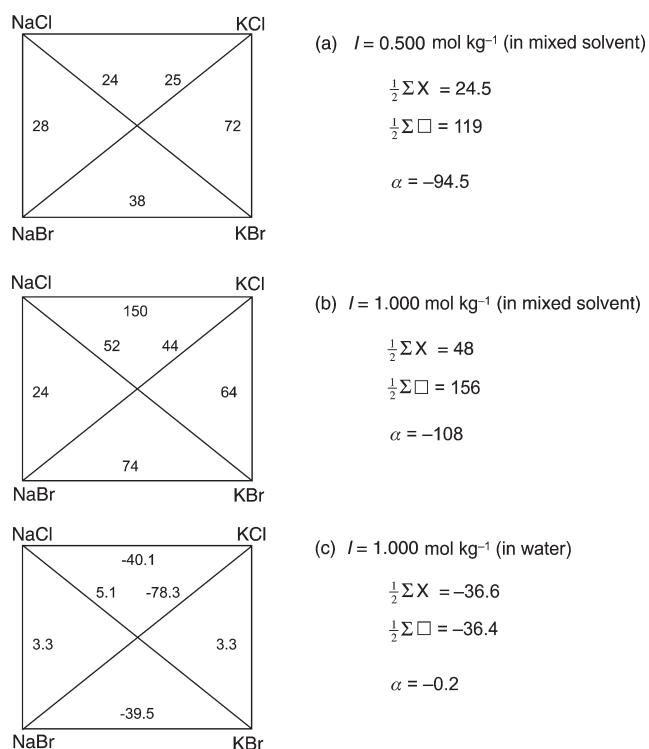 NaCl KCl
24 25
28 72
38
NaBr KBr
(a) I = 0.500 mol kg⁻¹ (in mixed solvent)
½ΣX = 24.5
½Σ□ = 119
α = –94.5
NaCl KCl
150
52 44
24 64
74
NaBr KBr
(b) I = 1.000 mol kg⁻¹ (in mixed solvent)
½ΣX = 48
½Σ□ = 156
α = –108
NaCl KCl
-40.1
5.1 -78.3
3.3 3.3
-39.5
NaBr KBr
(c) I = 1.000 mol kg⁻¹ (in water)
½ΣX = –36.6
½Σ□ = –36.4
α = –0.2